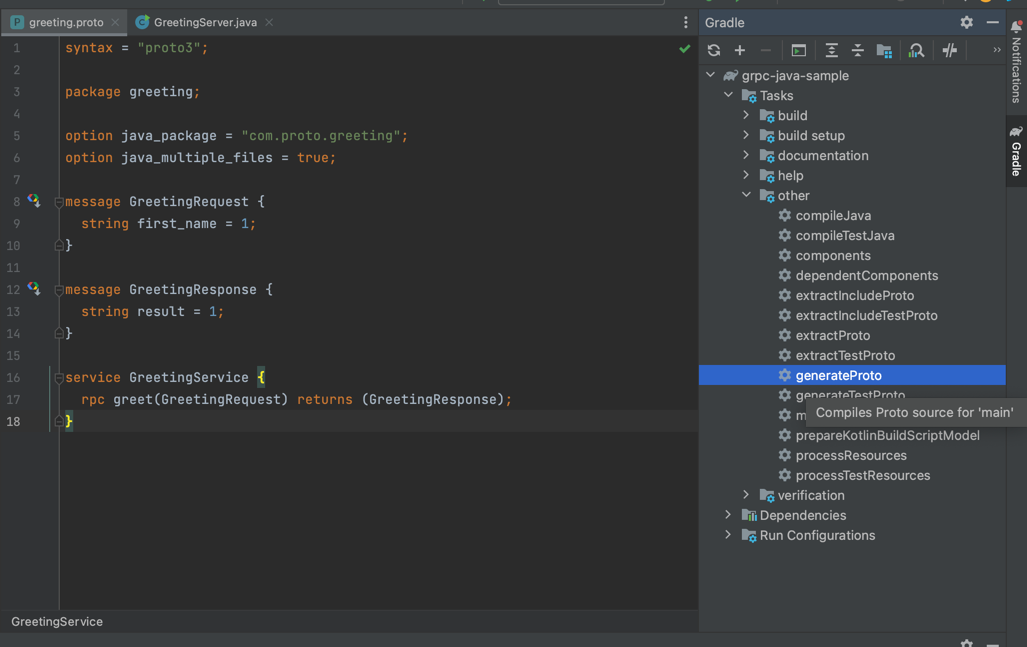 greeting.proto
GreetingServer.java
1 syntax = "proto3";
2
3 package greeting;
4
5 option java_package = "com.proto.greeting";
6 option java_multiple_files = true;
7
8 message GreetingRequest {
9 string first_name = 1;
10 }
11
12 message GreetingResponse {
13 string result = 1;
14 }
15
16 service GreetingService {
17 rpc greet(GreetingRequest) returns (GreetingResponse);
18 }
GreetingService
Gradle
grpc-java-sample
Tasks
build
build setup
documentation
help
other
compileJava
compileTestJava
components
dependentComponents
extractIncludeProto
extractIncludeTestProto
extractProto
extractTestProto
generateProto
generateTestProto
Compiles Proto source for 'main'
prepareKotlinBuildScriptModel
processResources
processTestResources
verification
Dependencies
Run Configurations
Notifications
Gradle